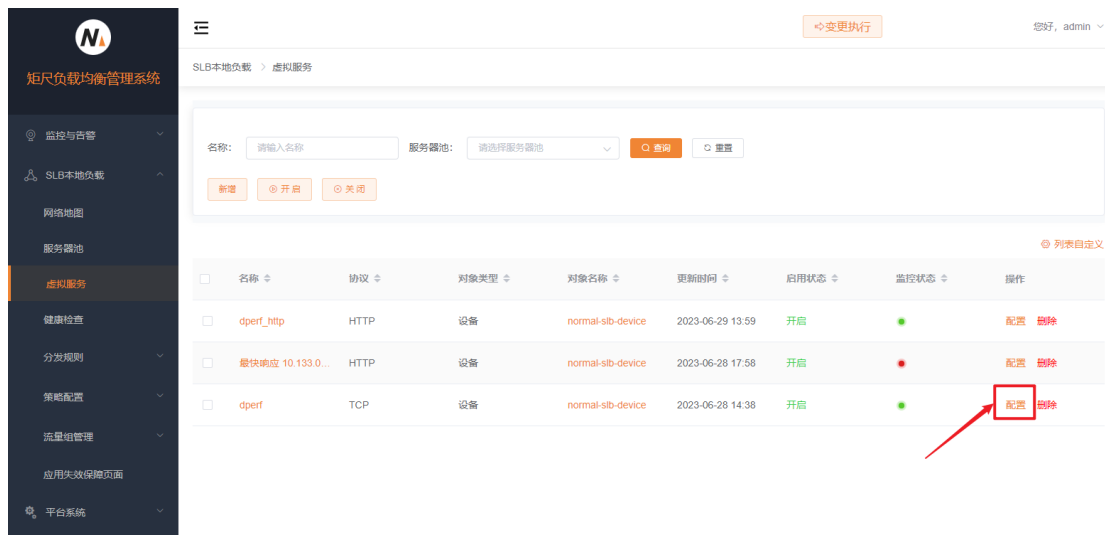 N
矩尺负载均衡管理系统
监控与告警
SLB本地负载
网络地图
服务器池
虚拟服务
健康检查
分发规则
策略配置
流量组管理
应用失效保障页面
平台系统
变更执行
您好，admin
SLB本地负载 > 虚拟服务
名称： 请输入名称 服务器池： 请选择服务器池 查询 重置
新增 开启 关闭
列表自定义
名称 协议 对象类型 对象名称 更新时间 启用状态 监控状态 操作
dperf_http HTTP 设备 normal-slb-device 2023-06-29 13:59 开启 配置 删除
最快响应 10.133.0... HTTP 设备 normal-slb-device 2023-06-28 17:58 开启 配置 删除
dperf TCP 设备 normal-slb-device 2023-06-28 14:38 开启 配置 删除